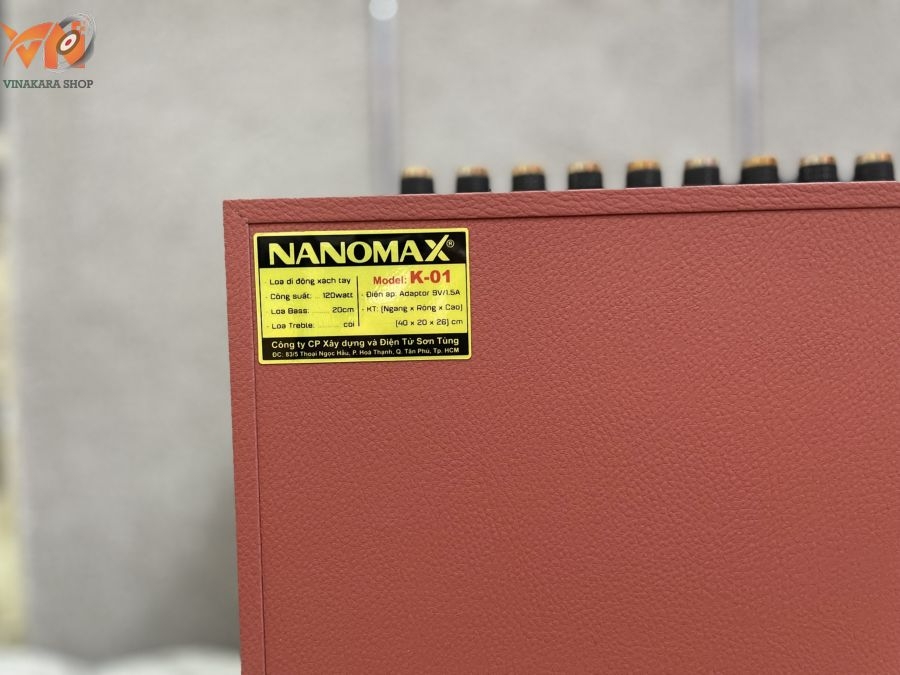 VINAKARA SHOP
NANOMAX®
Loa di động xách tay
Model: K-01
- Công suất: ... 120watt
- Điện áp: Adaptor 9V/1.5A
- Loa Bass: ........ 20cm
- KT: (Ngang x Rộng x Cao)
- Loa Treble: ........ còi
(40 x 20 x 26) cm
Công ty CP Xây dựng và Điện Tử Sơn Tùng
ĐC: 83/5 Thoại Ngọc Hầu, P. Hoà Thạnh, Q. Tân Phú, Tp. HCM